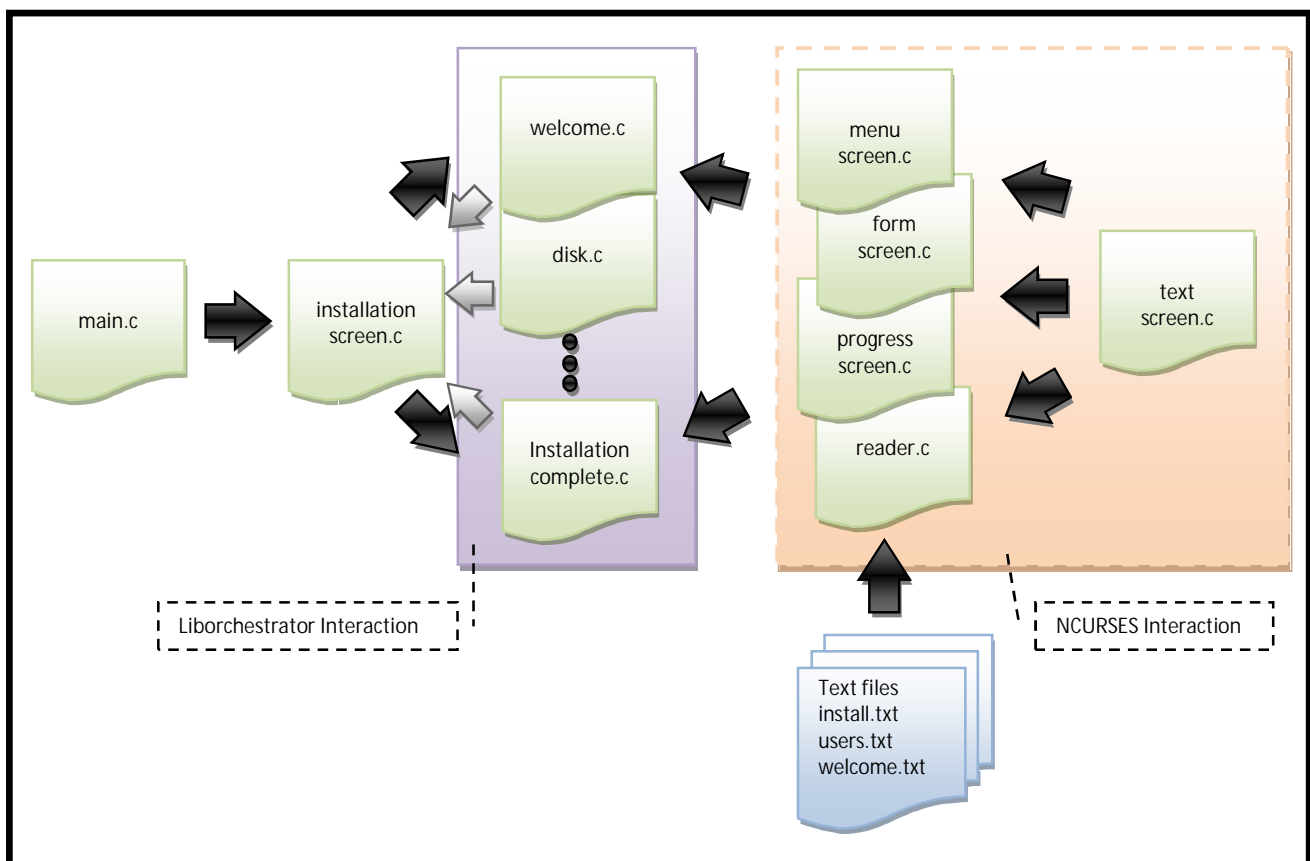 main.c
installation
screen.c
welcome.c
disk.c
Installation
complete.c
Liborchestrator Interaction
menu
screen.c
form
screen.c
progress
screen.c
reader.c
text
screen.c
NCURSES Interaction
Text files
install.txt
users.txt
welcome.txt